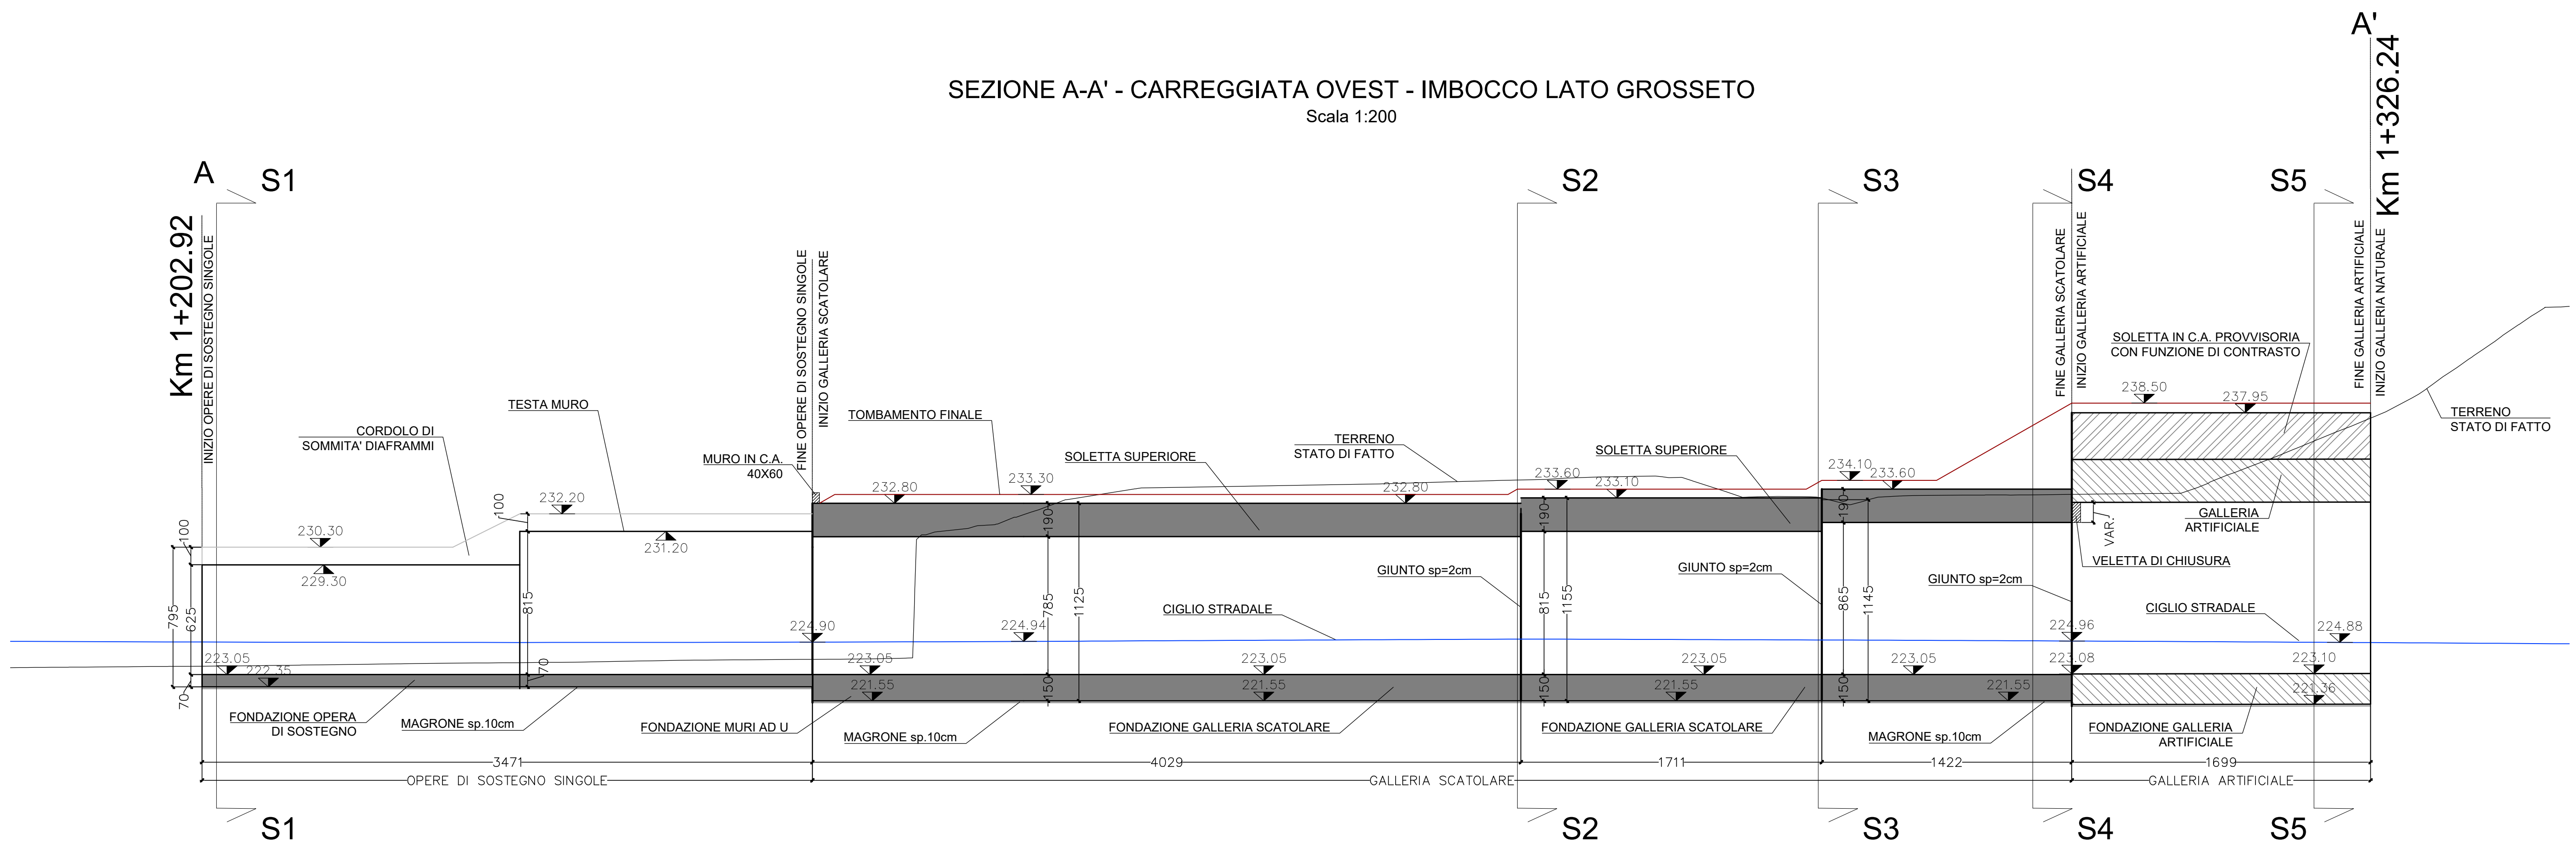 A'
Km 1+326.24
SEZIONE A-A' - CARREGGIATA OVEST - IMBOCCO LATO GROSSETO
Scala 1:200
A
S1
S2
S3
S4
S5
Km 1+202.92
INIZIO OPERE DI SOSTEGNO SINGOLE
FINE OPERE DI SOSTEGNO SINGOLE
INIZIO GALLERIA SCATOLARE
FINE GALLERIA SCATOLARE
INIZIO GALLERIA ARTIFICIALE
FINE GALLERIA ARTIFICIALE
INIZIO GALLERIA NATURALE
SOLETTA IN C.A. PROVVISORIA
CON FUNZIONE DI CONTRASTO
238.50
237.95
TERRENO
STATO DI FATTO
TESTA MURO
CORDOLO DI
SOMMITA' DIAFRAMMI
MURO IN C.A.
40X60
TOMBAMENTO FINALE
SOLETTA SUPERIORE
TERRENO
STATO DI FATTO
SOLETTA SUPERIORE
232.80
233.30
232.80
233.60
233.10
234.10
233.60
100
232.20
190
190
190
100
230.30
231.20
229.30
GALLERIA
ARTIFICIALE
VAR.
VELETTA DI CHIUSURA
GIUNTO sp=2cm
GIUNTO sp=2cm
GIUNTO sp=2cm
795
625
815
785
1125
815
1155
865
1145
CIGLIO STRADALE
CIGLIO STRADALE
224.90
224.94
224.96
224.88
223.05
222.35
70
223.05
223.05
223.05
223.05
223.08
223.10
70
221.55
221.55
150
150
221.55
150
221.55
221.36
FONDAZIONE OPERA
DI SOSTEGNO
MAGRONE sp.10cm
FONDAZIONE MURI AD U
MAGRONE sp.10cm
FONDAZIONE GALLERIA SCATOLARE
FONDAZIONE GALLERIA SCATOLARE
MAGRONE sp.10cm
FONDAZIONE GALLERIA
ARTIFICIALE
3471
4029
1711
1422
1699
OPERE DI SOSTEGNO SINGOLE
GALLERIA SCATOLARE
GALLERIA ARTIFICIALE
S1
S2
S3
S4
S5